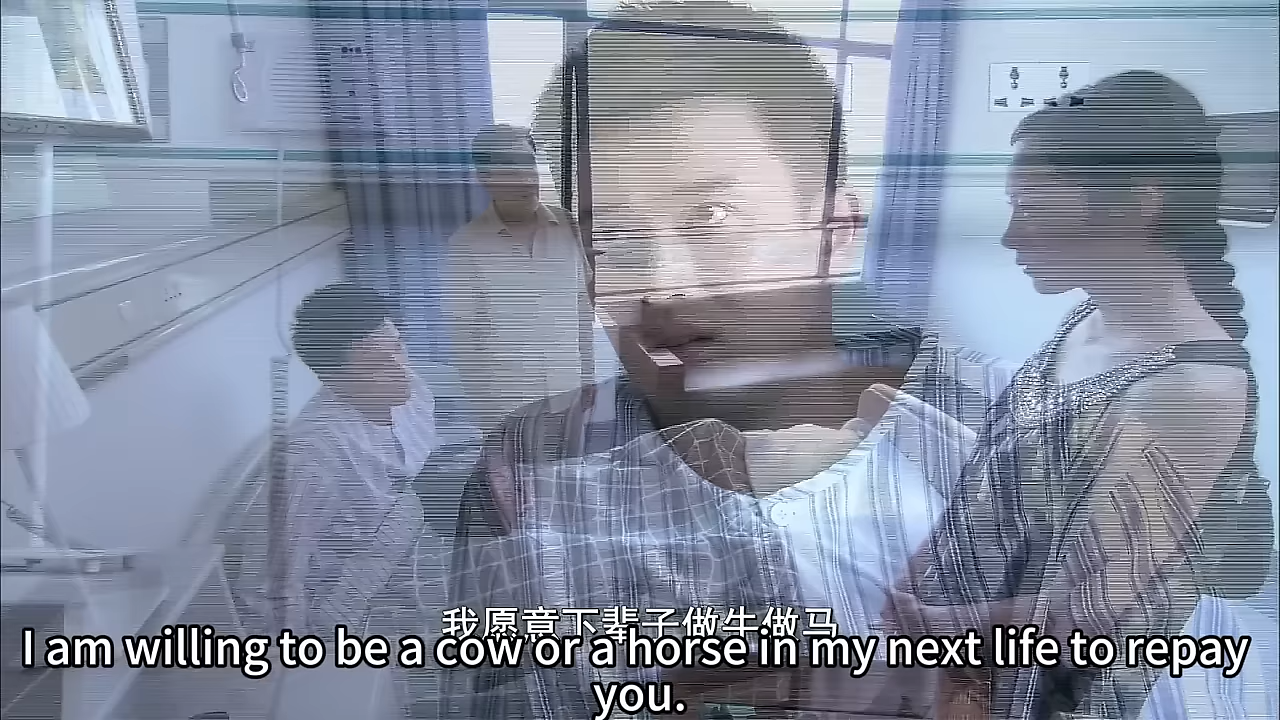 我愿意下辈子做牛做马
I am willing to be a cow or a horse in my next life to repay
you.